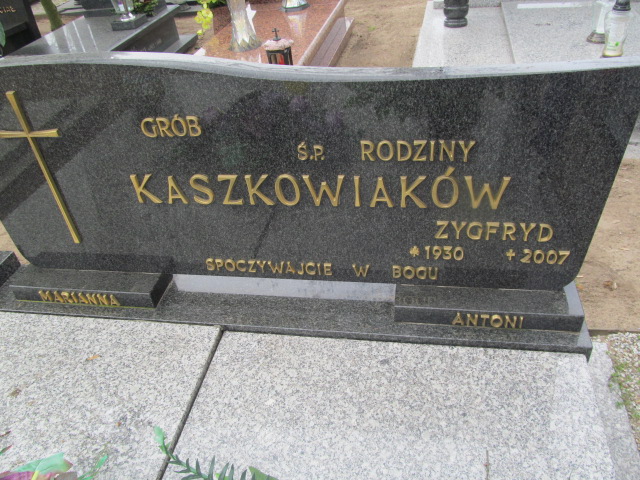 GRÓB
Ś.P. RODZINY
KASZKOWIAKÓW
ZYGFRYD
* 1930 + 2007
SPOCZYWAJCIE W BOGU
MARIANNA
ANTONI